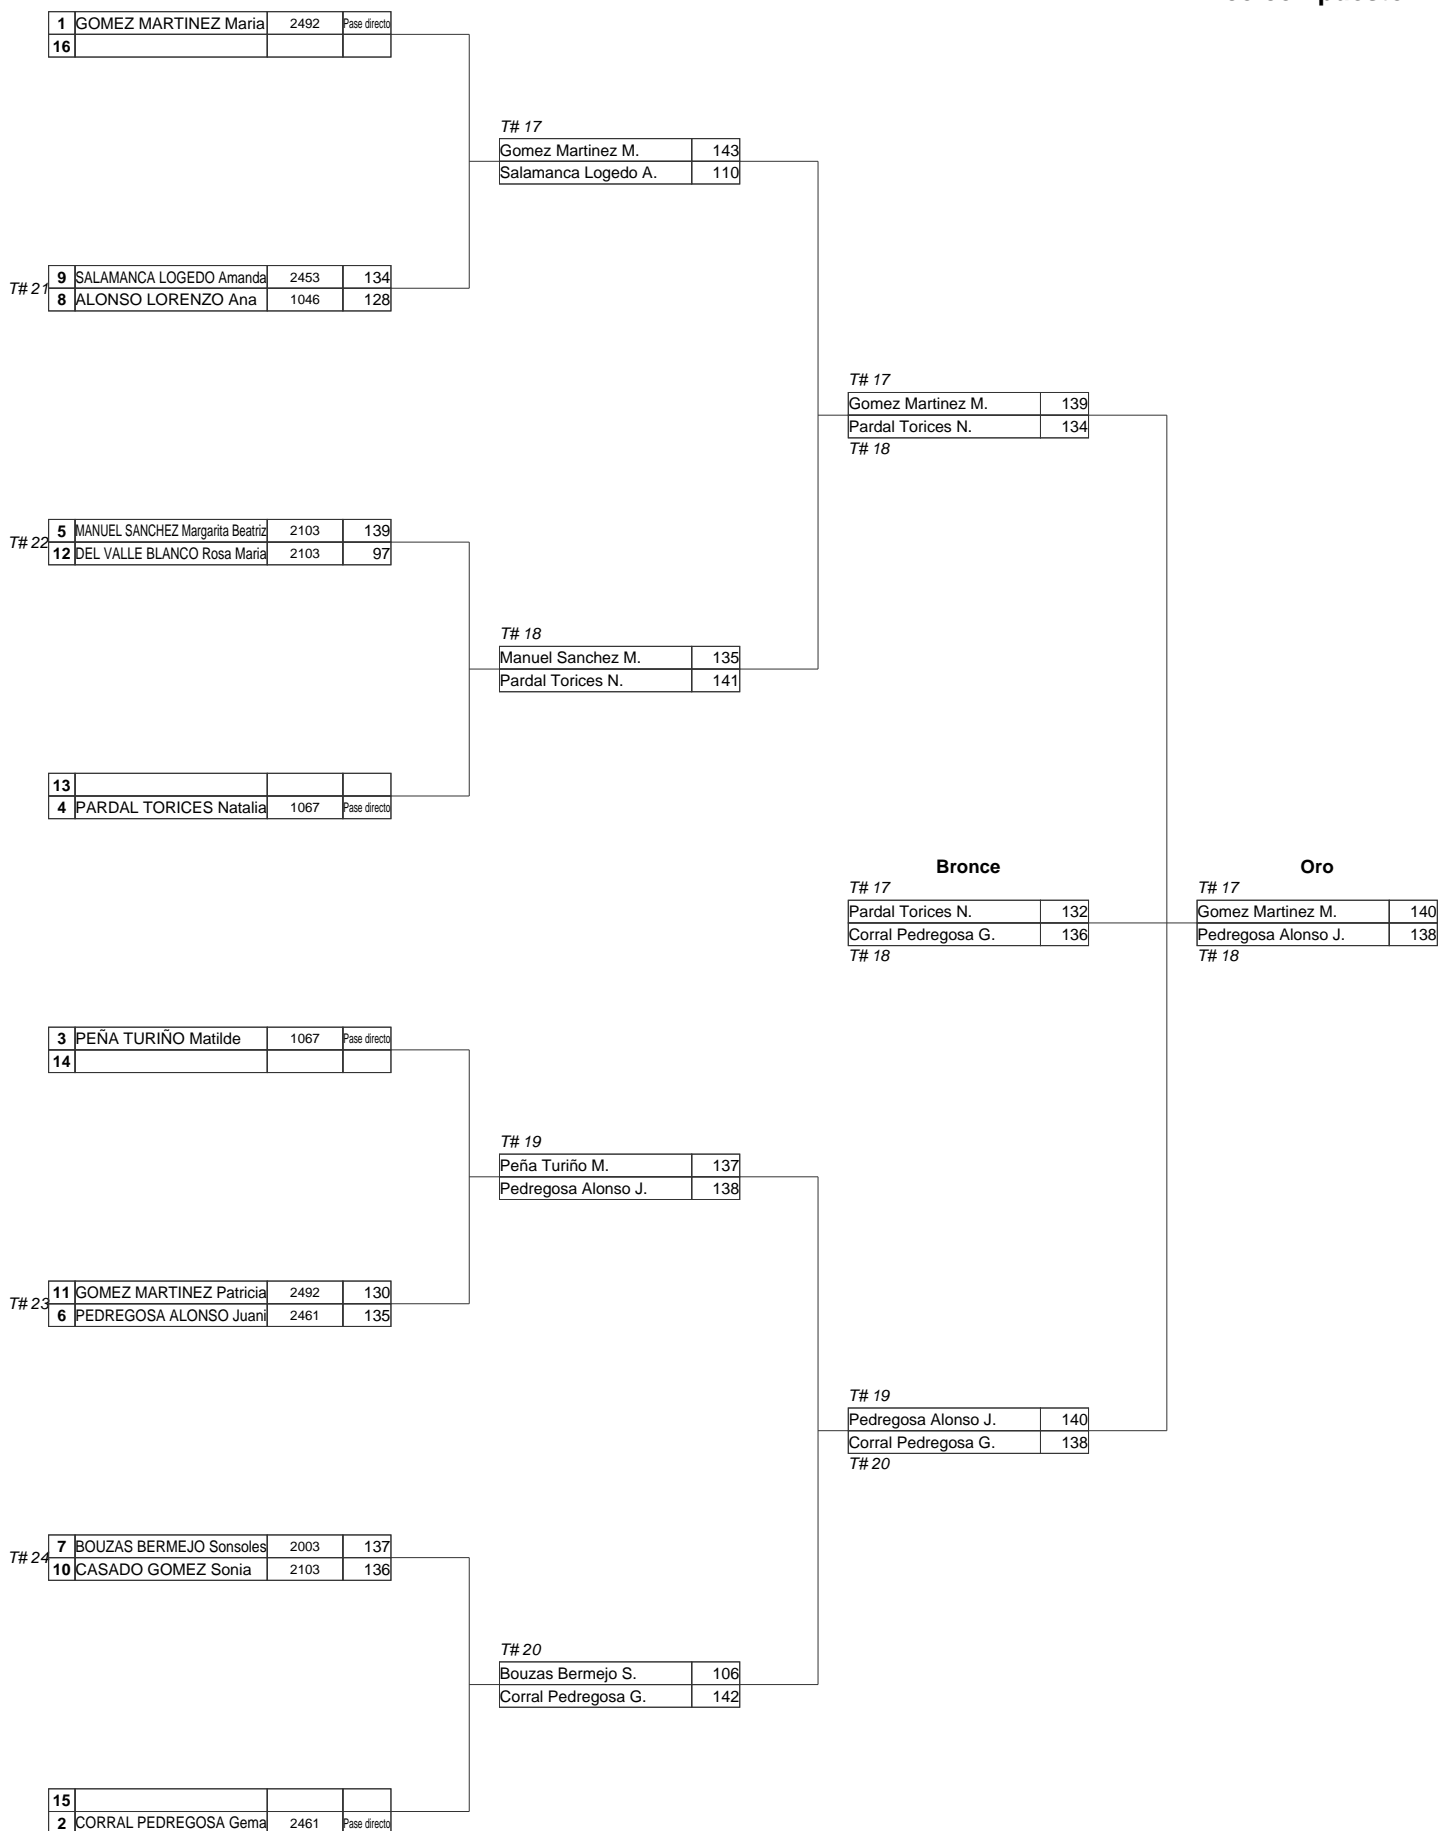 1 GOMEZ MARTINEZ Maria 2492 Pase directo
16
T# 17
Gomez Martinez M. 143
Salamanca Logedo A. 110
T# 21
9 SALAMANCA LOGEDO Amanda 2453 134
8 ALONSO LORENZO Ana 1046 128
T# 17
Gomez Martinez M. 139
Pardal Torices N. 134
T# 18
T# 22
5 MANUEL SANCHEZ Margarita Beatriz 2103 139
12 DEL VALLE BLANCO Rosa Maria 2103 97
T# 18
Manuel Sanchez M. 135
Pardal Torices N. 141
13
4 PARDAL TORICES Natalia 1067 Pase directo
Bronce
T# 17
Pardal Torices N. 132
Corral Pedregosa G. 136
T# 18
Oro
T# 17
Gomez Martinez M. 140
Pedregosa Alonso J. 138
T# 18
3 PEÑA TURIÑO Matilde 1067 Pase directo
14
T# 19
Peña Turiño M. 137
Pedregosa Alonso J. 138
T# 23
11 GOMEZ MARTINEZ Patricia 2492 130
6 PEDREGOSA ALONSO Juani 2461 135
T# 19
Pedregosa Alonso J. 140
Corral Pedregosa G. 138
T# 20
T# 24
7 BOUZAS BERMEJO Sonsoles 2003 137
10 CASADO GOMEZ Sonia 2103 136
T# 20
Bouzas Bermejo S. 106
Corral Pedregosa G. 142
15
2 CORRAL PEDREGOSA Gema 2461 Pase directo